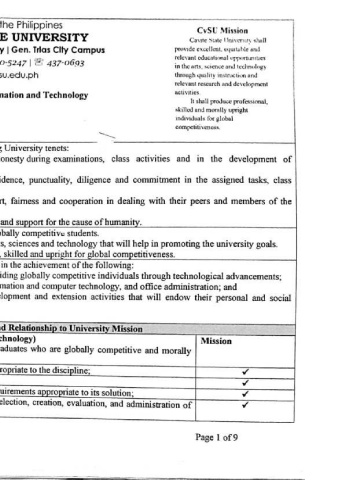 the Philippines
E UNIVERSITY
y | Gen. Trias City Campus
0-5247 | ☏ 437-0693
su.edu.ph
mation and Technology
CvSU Mission
Cavite State University shall
provide excellent, equitable and
relevant educational opportunities
in the arts, science and technology
through quality instruction and
relevant research and development
activities.
It shall produce professional,
skilled and morally upright
individuals for global
competitiveness.
g University tenets:
onesty during examinations, class activities and in the development of
idence, punctuality, diligence and commitment in the assigned tasks, class
rt, fairness and cooperation in dealing with their peers and members of the
and support for the cause of humanity.
bally competitive students.
s, sciences and technology that will help in promoting the university goals.
, skilled and upright for global competitiveness.
in the achievement of the following:
iding globally competitive individuals through technological advancements;
mation and computer technology, and office administration; and
lopment and extension activities that will endow their personal and social
nd Relationship to University Mission
chnology)
Mission
aduates who are globally competitive and morally
ropriate to the discipline;
✓
✓
uirements appropriate to its solution;
✓
election, creation, evaluation, and administration of
✓
Page 1 of 9